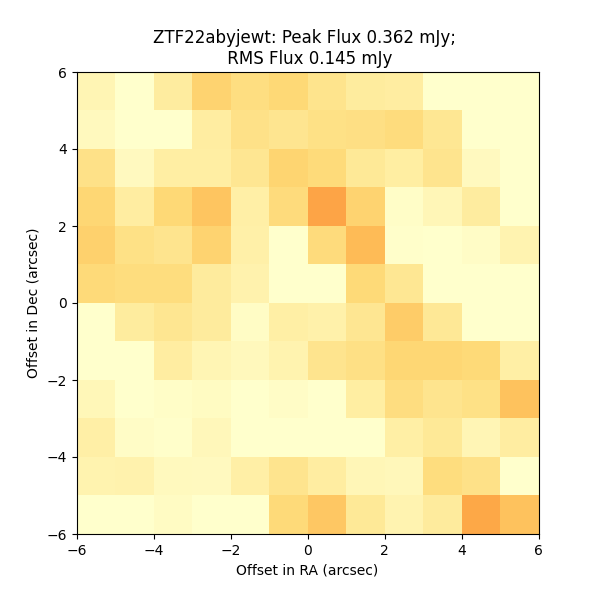 ZTF22abyjewt: Peak Flux 0.362 mJy;
RMS Flux 0.145 mJy
6
4
2
0
−2
−4
−6
Offset in Dec (arcsec)
−6 −4 −2 0 2 4 6
Offset in RA (arcsec)